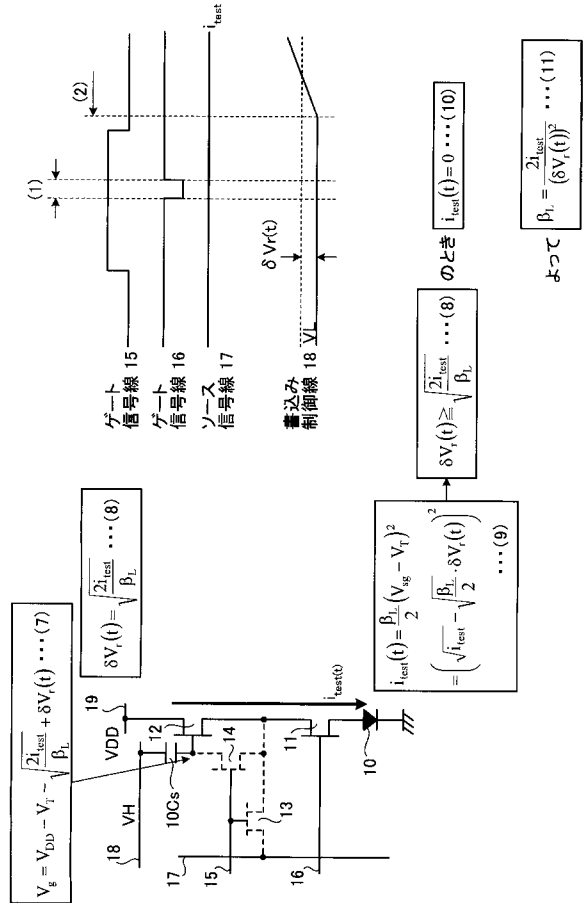 V_g = V_DD − V_T − √(2i_test)/√β_L + δV_r(t) ⋯(7)
δV_r(t) = √(2i_test)/√β_L ⋯(8)
18
VH
VDD
19
10Cs
12
14
17
15
13
16
11
10
i_test(t)
i_test(t) = β_L/2 (V_sg − V_T)²
= (√i_test − √(β_L/2) · δV_r(t))²
⋯(9)
δV_r(t) ≧ √(2i_test)/√β_L ⋯(8)
のとき
i_test(t) = 0 ⋯(10)
よって
β_L = 2i_test/(δV_r(t))² ⋯(11)
(1)
(2)
ゲート
信号線 15
ゲート
信号線 16
ソース
信号線 17
i_test
書込み
制御線 18
VL
δVr(t)